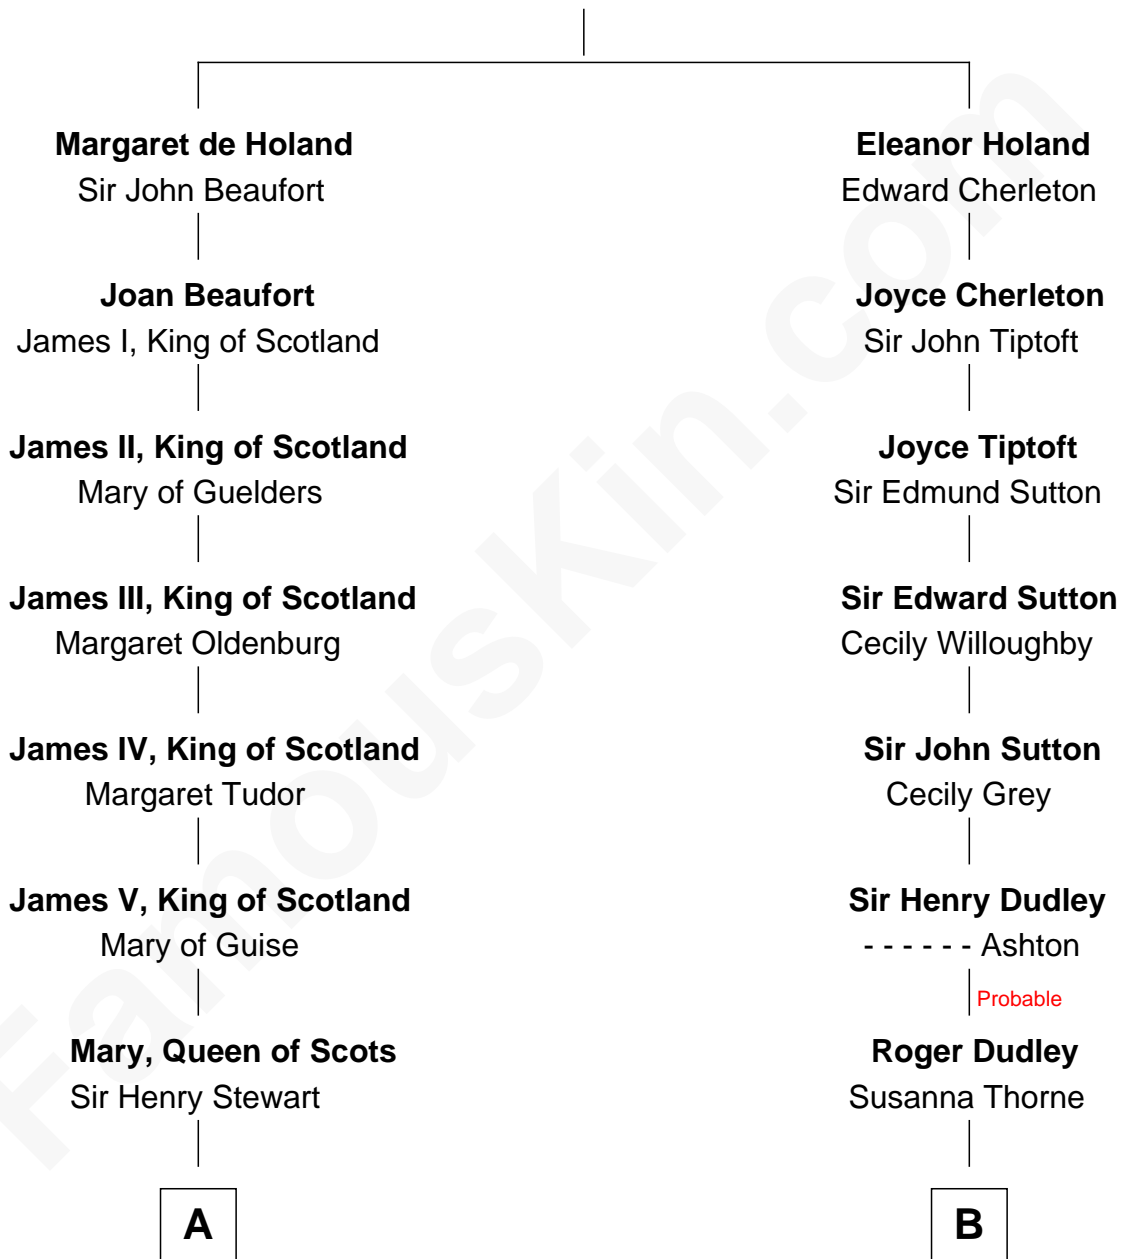 Margaret de Holand
Sir John Beaufort
Joan Beaufort
James I, King of Scotland
James II, King of Scotland
Mary of Guelders
James III, King of Scotland
Margaret Oldenburg
James IV, King of Scotland
Margaret Tudor
James V, King of Scotland
Mary of Guise
Mary, Queen of Scots
Sir Henry Stewart
A
Eleanor Holand
Edward Cherleton
Joyce Cherleton
Sir John Tiptoft
Joyce Tiptoft
Sir Edmund Sutton
Sir Edward Sutton
Cecily Willoughby
Sir John Sutton
Cecily Grey
Sir Henry Dudley
- - - - - - Ashton
Probable
Roger Dudley
Susanna Thorne
B
FamousKin.com